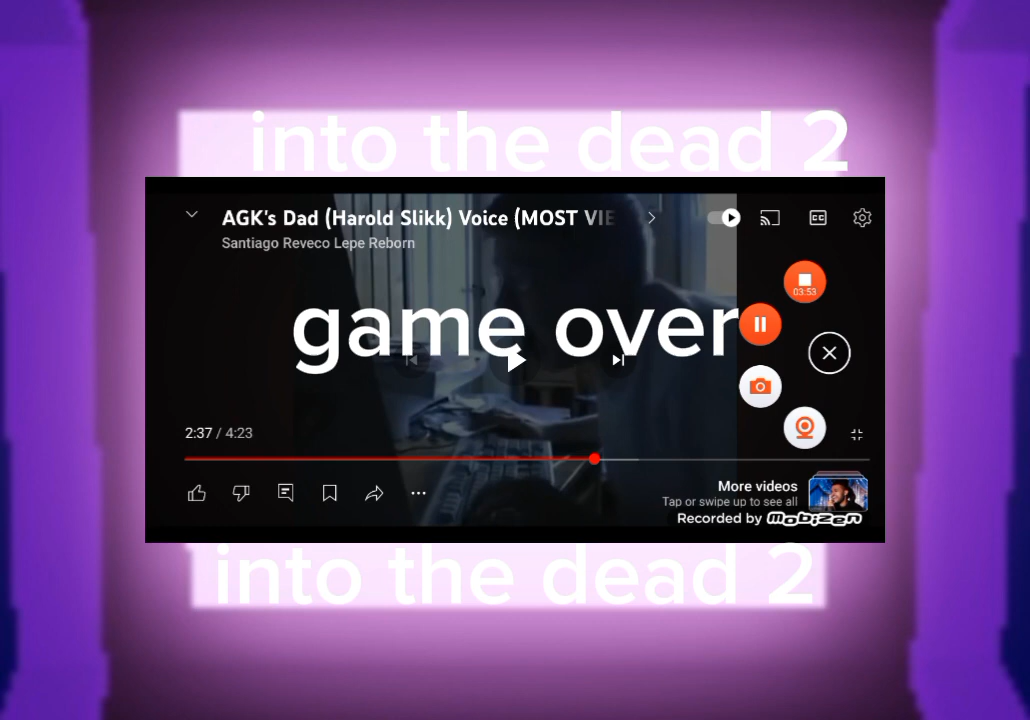 into the dead 2
AGK's Dad (Harold Slikk) Voice (MOST VIE
Santiago Reveco Lepe Reborn
CC
03:53
game over
2:37 / 4:23
More videos
Tap or swipe up to see all
Recorded by Mobizen
into the dead 2